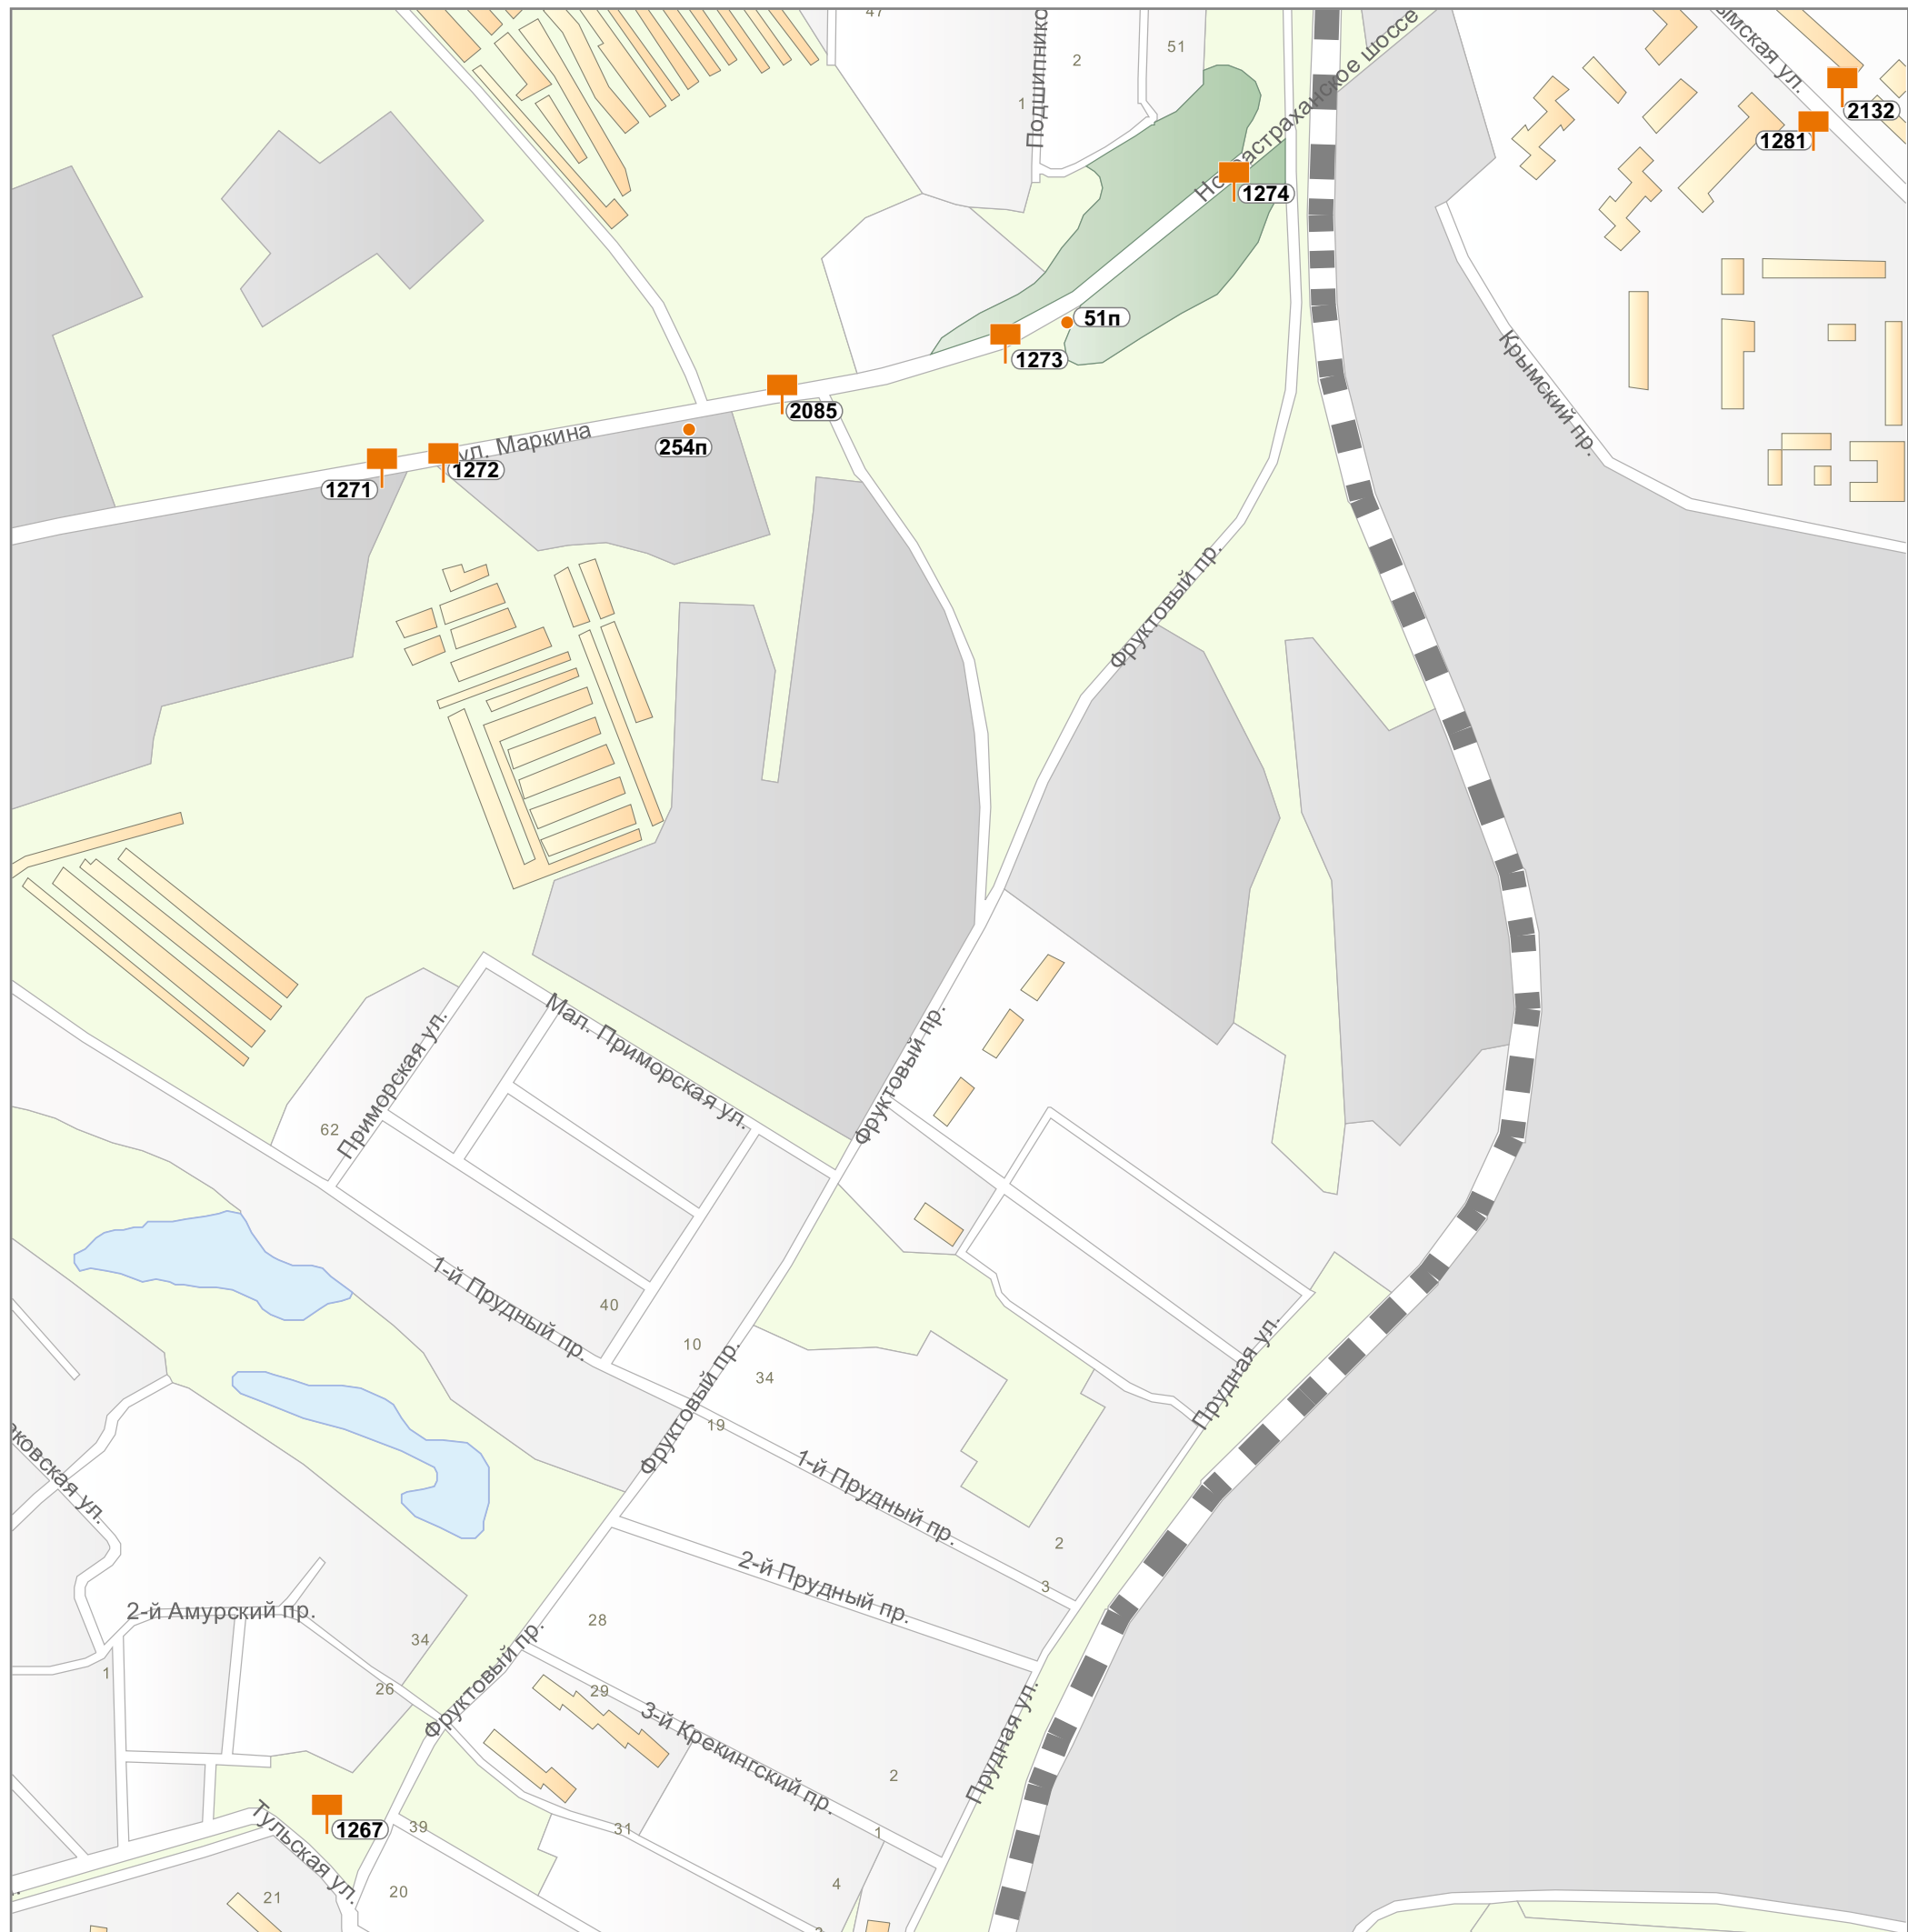 47
Подшипнико
2
51
1
Новоастраханское шоссе
ымская ул.
2132
1281
1274
51п
1273
Крымский пр.
2085
ул. Маркина
254п
1272
1271
Фруктовый пр.
Мал. Приморская ул.
Приморская ул.
Фруктовый пр.
62
1-й Прудный пр.
40
10
34
Фруктовый пр.
19
Прудная ул.
1-й Прудный пр.
ковская ул.
2
3
2-й Прудный пр.
2-й Амурский пр.
28
34
1
26
Фруктовый пр.
29
3-й Крекингский пр.
Прудная ул.
2
1267
39
31
1
Тульская ул.
4
21
20